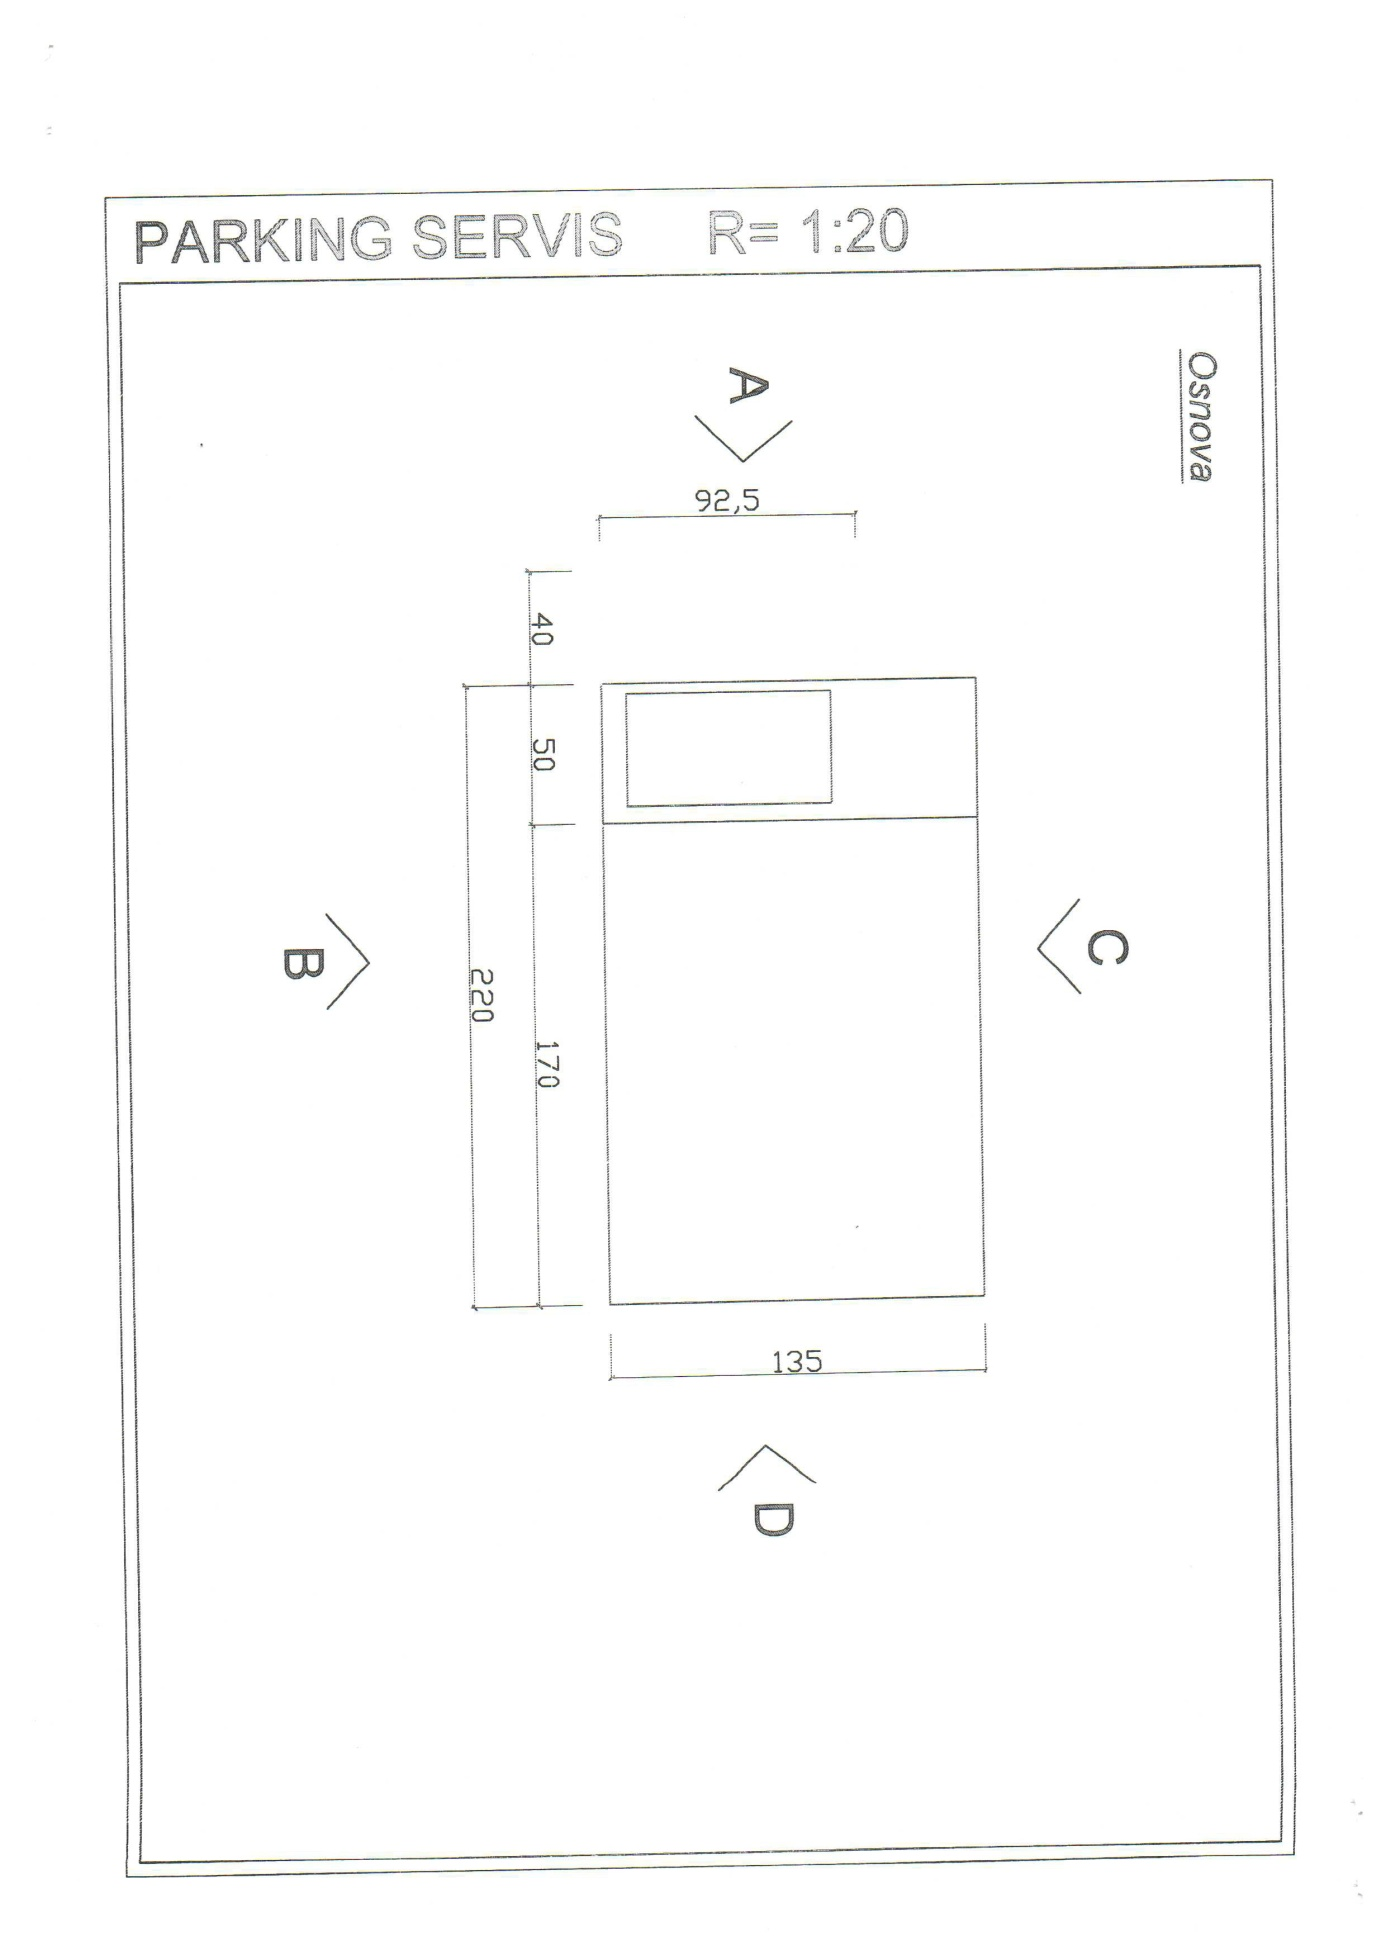 PARKING SERVIS R= 1:20
Osnova
A
92,5
40
50
170
220
B
C
135
D